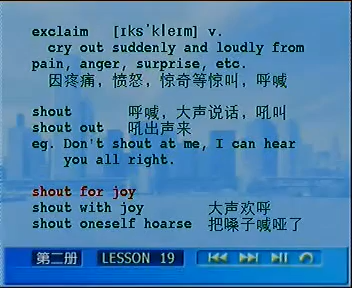 exclaim [ɪks'kleɪm] v.
cry out suddenly and loudly from
pain, anger, surprise, etc.
因疼痛，愤怒，惊奇等惊叫，呼喊
shout 呼喊，大声说话，吼叫
shout out 吼出声来
eg. Don't shout at me, I can hear
you all right.
shout for joy
shout with joy 大声欢呼
shout oneself hoarse 把嗓子喊哑了
第二册 LESSON 19